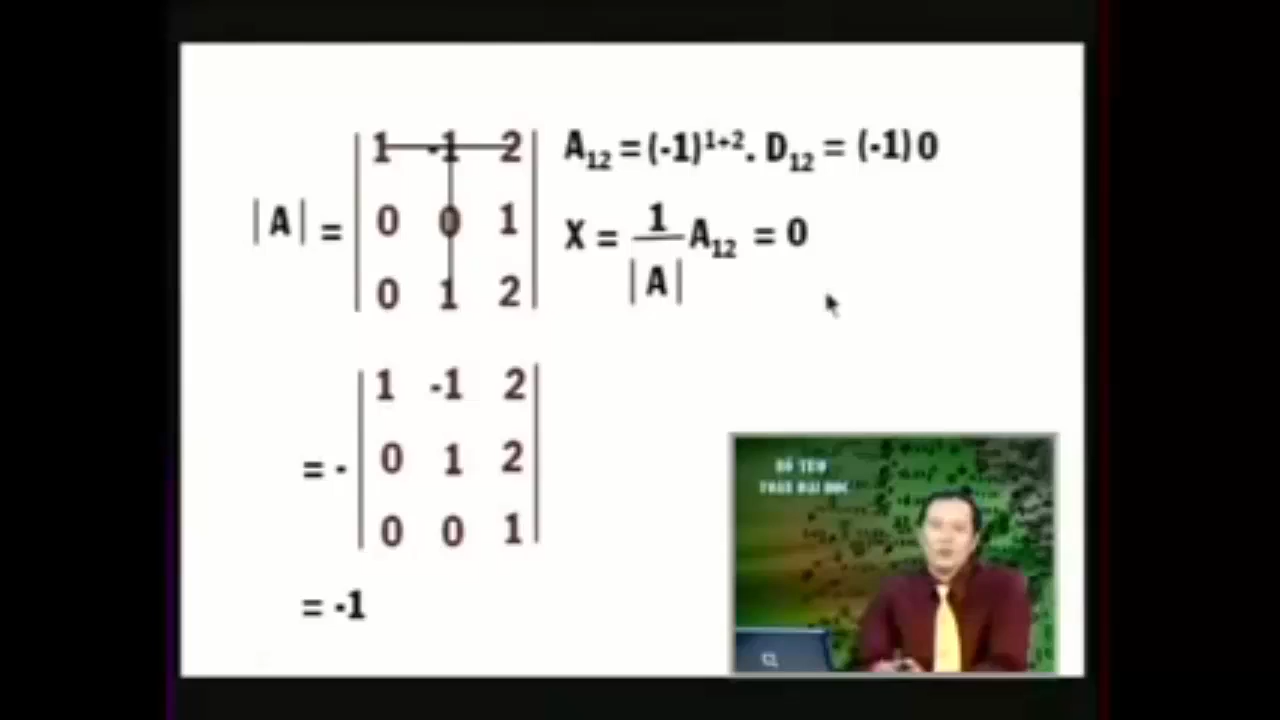 |A| = | 1 -1 2 |
| 0 0 1 |
| 0 1 2 |
A₁₂ = (-1)¹⁺². D₁₂ = (-1)0
X = 1/|A| A₁₂ = 0
= - | 1 -1 2 |
| 0 1 2 |
| 0 0 1 |
= -1